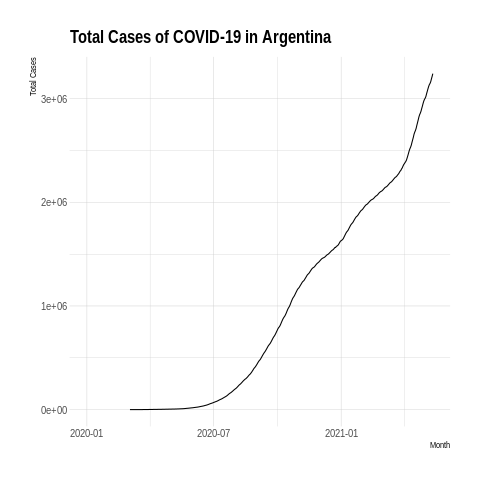 Total Cases of COVID-19 in Argentina
Total Cases
3e+06
2e+06
1e+06
0e+00
2020-01
2020-07
2021-01
Month